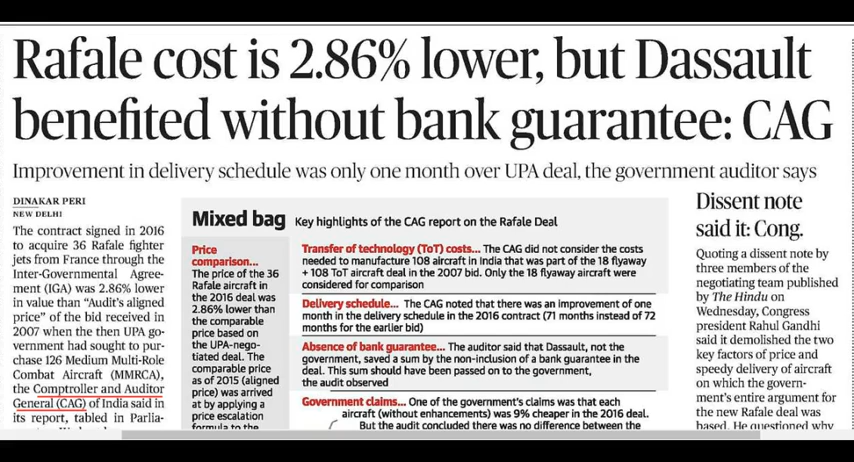 Rafale cost is 2.86% lower, but Dassault
benefited without bank guarantee: CAG
Improvement in delivery schedule was only one month over UPA deal, the government auditor says
DINAKAR PERI
NEW DELHI
The contract signed in 2016
to acquire 36 Rafale fighter
jets from France through the
Inter-Governmental Agree-
ment (IGA) was 2.86% lower
in value than “Audit’s aligned
price” of the bid received in
2007 when the then UPA go-
vernment had sought to pur-
chase 126 Medium Multi-Role
Combat Aircraft (MMRCA),
the Comptroller and Auditor
General (CAG) of India said in
its report, tabled in Parlia-
Mixed bag Key highlights of the CAG report on the Rafale Deal
Price
comparison...
The price of the 36
Rafale aircraft in
the 2016 deal was
2.86% lower than
the comparable
price based on
the UPA-nego-
tiated deal. The
comparable price
as of 2015 (aligned
price) was arrived
at by applying a
price escalation
formula to the
Transfer of technology (ToT) costs... The CAG did not consider the costs
needed to manufacture 108 aircraft in India that was part of the 18 flyaway
+ 108 ToT aircraft deal in the 2007 bid. Only the 18 flyaway aircraft were
considered for comparison
Delivery schedule... The CAG noted that there was an improvement of one
month in the delivery schedule in the 2016 contract (71 months instead of 72
months for the earlier bid)
Absence of bank guarantee... The auditor said that Dassault, not the
government, saved a sum by the non-inclusion of a bank guarantee in the
deal. This sum should have been passed on to the government,
the audit observed
Government claims... One of the government’s claims was that each
aircraft (without enhancements) was 9% cheaper in the 2016 deal.
But the audit concluded there was no difference between the
Dissent note
said it: Cong.
Quoting a dissent note by
three members of the
negotiating team published
by The Hindu on
Wednesday, Congress
president Rahul Gandhi
said it demolished the two
key factors of price and
speedy delivery of aircraft
on which the govern-
ment’s entire argument for
the new Rafale deal was
based. He questioned why